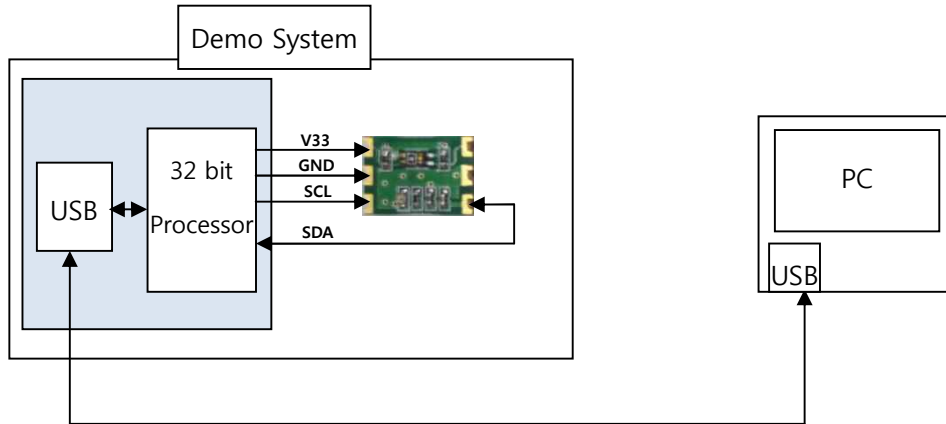 Demo System
V33
GND
SCL
SDA
32 bit
Processor
USB
PC
USB